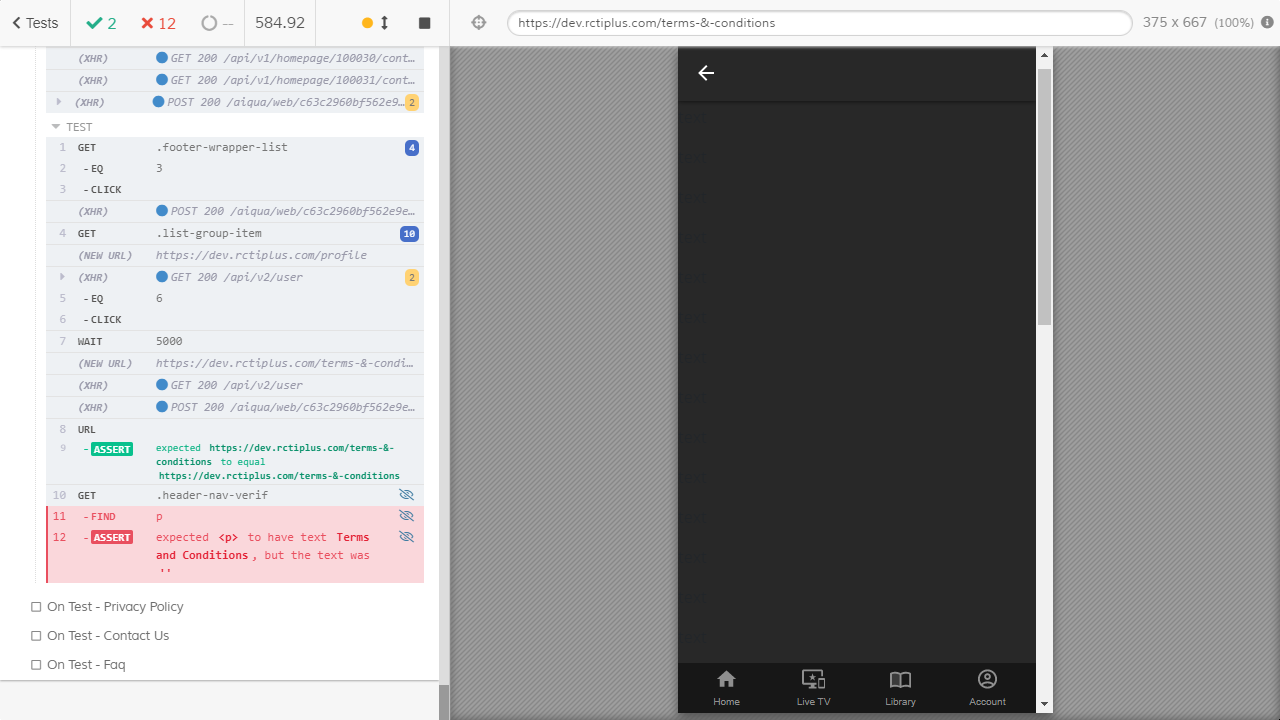 Tests
2
12
--
584.92
https://dev.rctiplus.com/terms-&-conditions
375 x 667 (100%)
(XHR) GET 200 /api/v1/homepage/100030/cont...
(XHR) GET 200 /api/v1/homepage/100031/cont...
(XHR) POST 200 /aiqua/web/c63c2960bf562e9... 2
TEST
1 GET .footer-wrapper-list 4
2 - EQ 3
3 - CLICK
(XHR) POST 200 /aiqua/web/c63c2960bf562e9e...
4 GET .list-group-item 10
(NEW URL) https://dev.rctiplus.com/profile
(XHR) GET 200 /api/v2/user 2
5 - EQ 6
6 - CLICK
7 WAIT 5000
(NEW URL) https://dev.rctiplus.com/terms-&-condi...
(XHR) GET 200 /api/v2/user
(XHR) POST 200 /aiqua/web/c63c2960bf562e9e...
8 URL
9 - ASSERT expected https://dev.rctiplus.com/terms-&-
conditions to equal
https://dev.rctiplus.com/terms-&-conditions
10 GET .header-nav-verif
11 - FIND p
12 - ASSERT expected <p> to have text Terms
and Conditions, but the text was
''
On Test - Privacy Policy
On Test - Contact Us
On Test - Faq
Home
Live TV
Library
Account